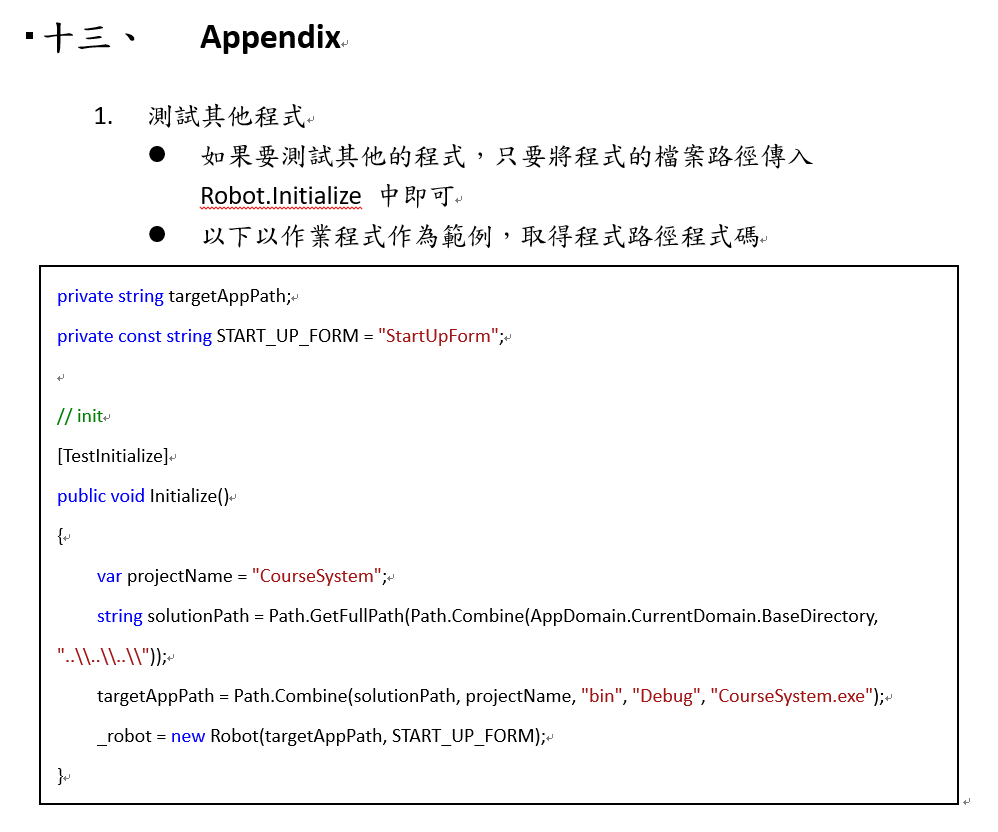 十三、 Appendix
1. 測試其他程式
● 如果要測試其他的程式，只要將程式的檔案路徑傳入
Robot.Initialize 中即可
● 以下以作業程式作為範例，取得程式路徑程式碼
private string targetAppPath;
private const string START_UP_FORM = "StartUpForm";
// init
[TestInitialize]
public void Initialize()
{
var projectName = "CourseSystem";
string solutionPath = Path.GetFullPath(Path.Combine(AppDomain.CurrentDomain.BaseDirectory,
"..\\..\\..\\"));
targetAppPath = Path.Combine(solutionPath, projectName, "bin", "Debug", "CourseSystem.exe");
_robot = new Robot(targetAppPath, START_UP_FORM);
}